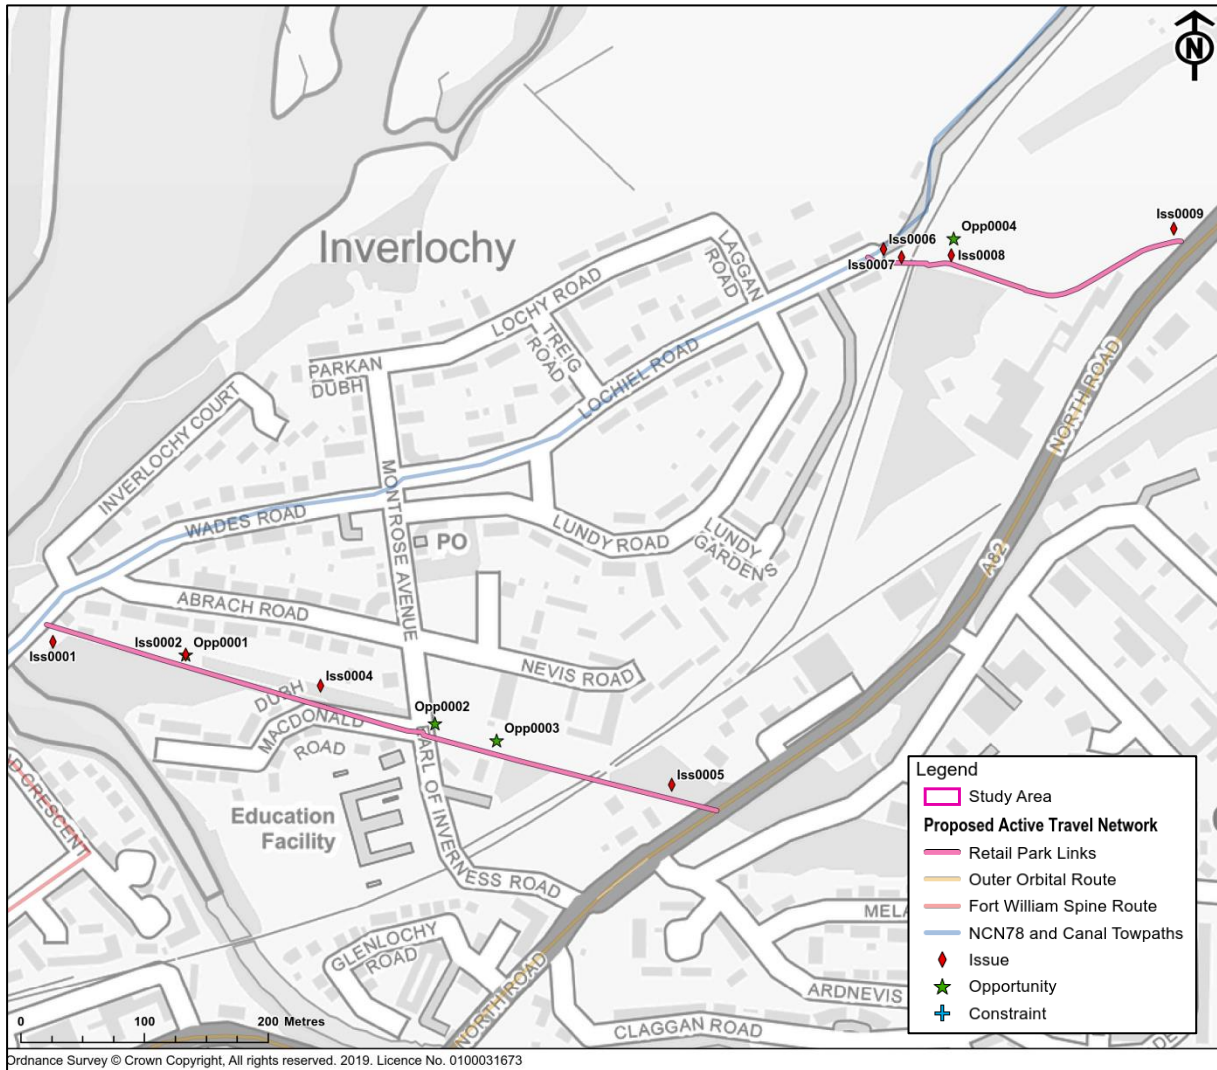 N
Iss0009
Opp0004
Iss0006
Iss0007
Iss0008
Inverlochy
LAGGAN
ROAD
LOCHY ROAD
TREIG
ROAD
PARKAN
DUBH
LOCHIEL ROAD
NORTH ROAD
INVERLOCHY COURT
MONTROSE AVENUE
WADES ROAD
LUNDY ROAD
LUNDY
GARDENS
PO
A82
ABRACH ROAD
NEVIS ROAD
Iss0001
Iss0002
Opp0001
Iss0004
DUBH
MACDONALD
ROAD
Opp0002
Opp0003
Iss0005
EARL OF INVERNESS ROAD
Education
Facility
CRESCENT
GLENLOCHY
ROAD
NORTH ROAD
MELA
ARDNEVIS
CLAGGAN ROAD
Legend
Study Area
Proposed Active Travel Network
Retail Park Links
Outer Orbital Route
Fort William Spine Route
NCN78 and Canal Towpaths
Issue
Opportunity
Constraint
0 100 200 Metres
Ordnance Survey © Crown Copyright, All rights reserved. 2019. Licence No. 0100031673